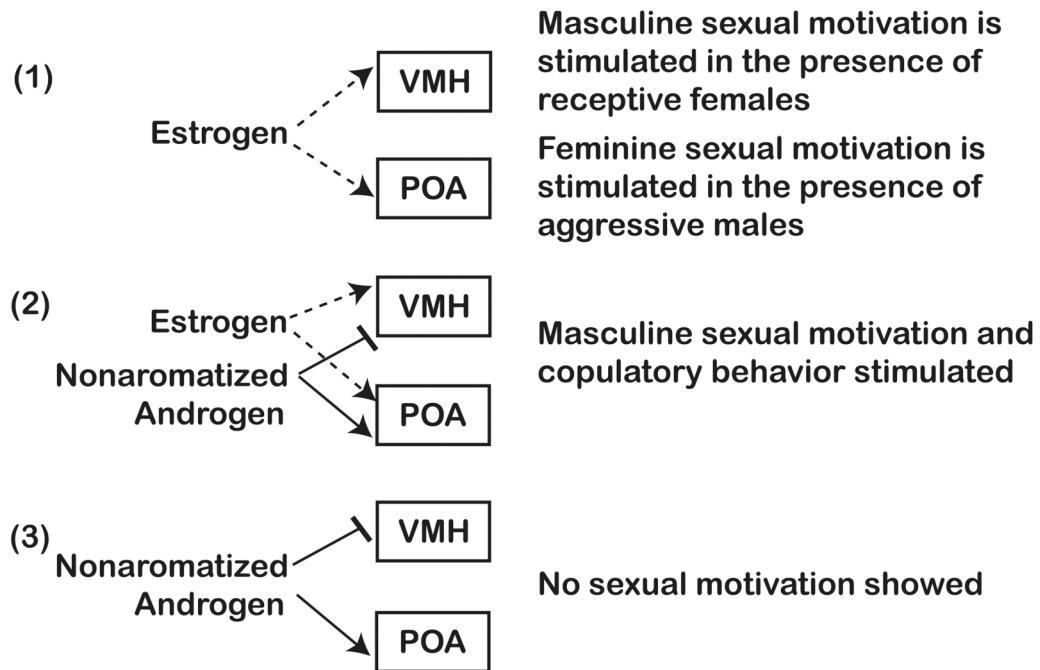 (1)
Estrogen
VMH
POA
Masculine sexual motivation is
stimulated in the presence of
receptive females
Feminine sexual motivation is
stimulated in the presence of
aggressive males
(2)
Estrogen
Nonaromatized
Androgen
VMH
POA
Masculine sexual motivation and
copulatory behavior stimulated
(3)
Nonaromatized
Androgen
VMH
POA
No sexual motivation showed